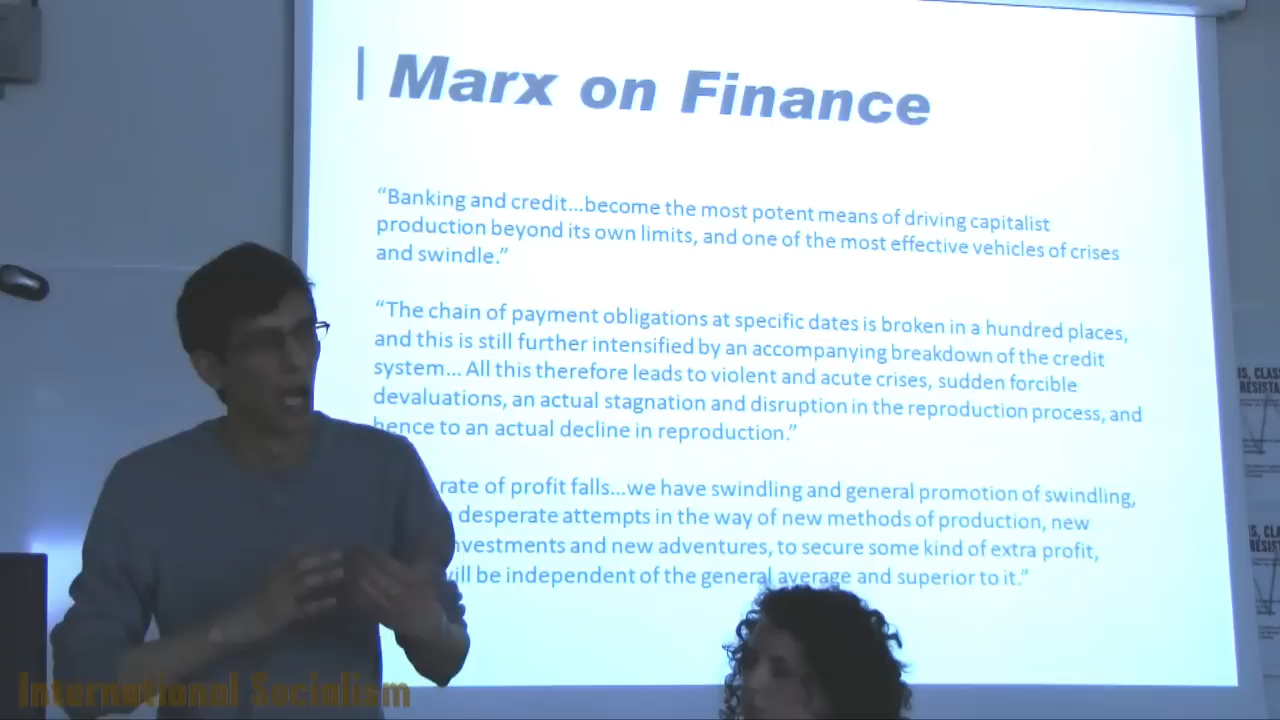 Marx on Finance
“Banking and credit…become the most potent means of driving capitalist
production beyond its own limits, and one of the most effective vehicles of crises
and swindle.”
“The chain of payment obligations at specific dates is broken in a hundred places,
and this is still further intensified by an accompanying breakdown of the credit
system… All this therefore leads to violent and acute crises, sudden forcible
devaluations, an actual stagnation and disruption in the reproduction process, and
hence to an actual decline in reproduction.”
rate of profit falls…we have swindling and general promotion of swindling,
desperate attempts in the way of new methods of production, new
investments and new adventures, to secure some kind of extra profit,
will be independent of the general average and superior to it.”
International Socialism